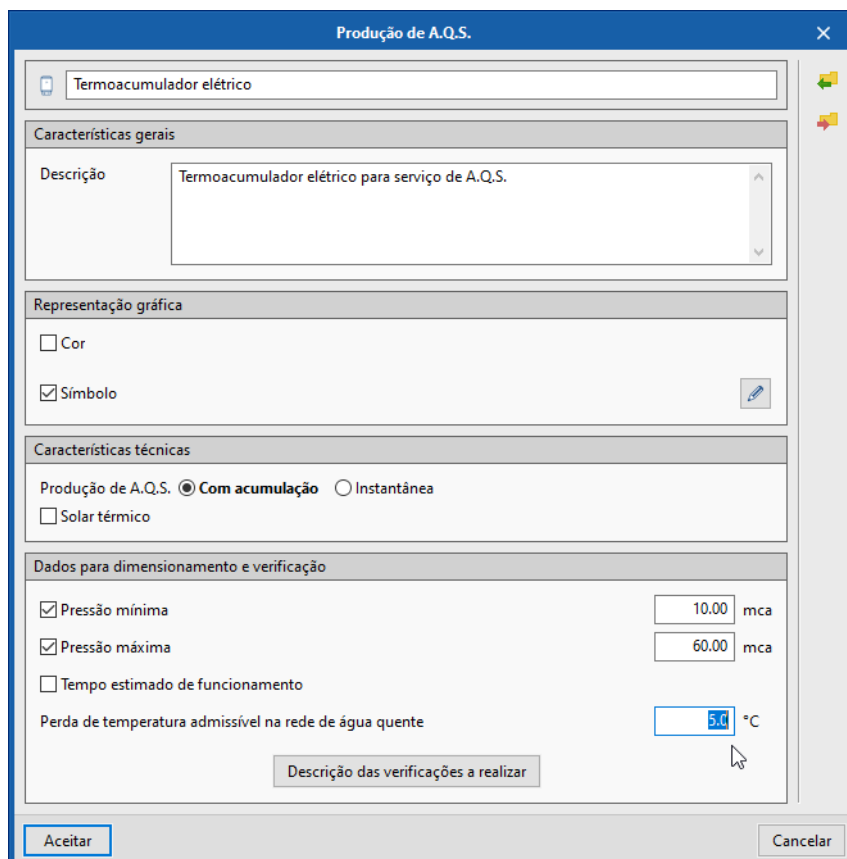 Produção de A.Q.S.
Termoacumulador elétrico
Características gerais
Descrição
Termoacumulador elétrico para serviço de A.Q.S.
Representação gráfica
Cor
Símbolo
Características técnicas
Produção de A.Q.S. Com acumulação Instantânea
Solar térmico
Dados para dimensionamento e verificação
Pressão mínima 10.00 mca
Pressão máxima 60.00 mca
Tempo estimado de funcionamento
Perda de temperatura admissível na rede de água quente 5.0 °C
Descrição das verificações a realizar
Aceitar Cancelar